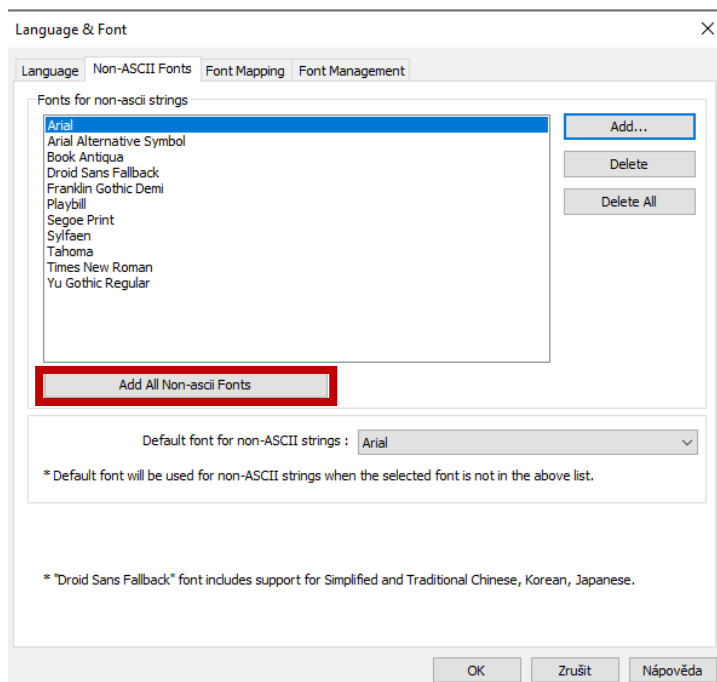 Language & Font
Language Non-ASCII Fonts Font Mapping Font Management
Fonts for non-ascii strings
Arial
Arial Alternative Symbol
Book Antiqua
Droid Sans Fallback
Franklin Gothic Demi
Playbill
Segoe Print
Sylfaen
Tahoma
Times New Roman
Yu Gothic Regular
Add...
Delete
Delete All
Add All Non-ascii Fonts
Default font for non-ASCII strings : Arial
* Default font will be used for non-ASCII strings when the selected font is not in the above list.
* "Droid Sans Fallback" font includes support for Simplified and Traditional Chinese, Korean, Japanese.
OK Zrušit Nápověda